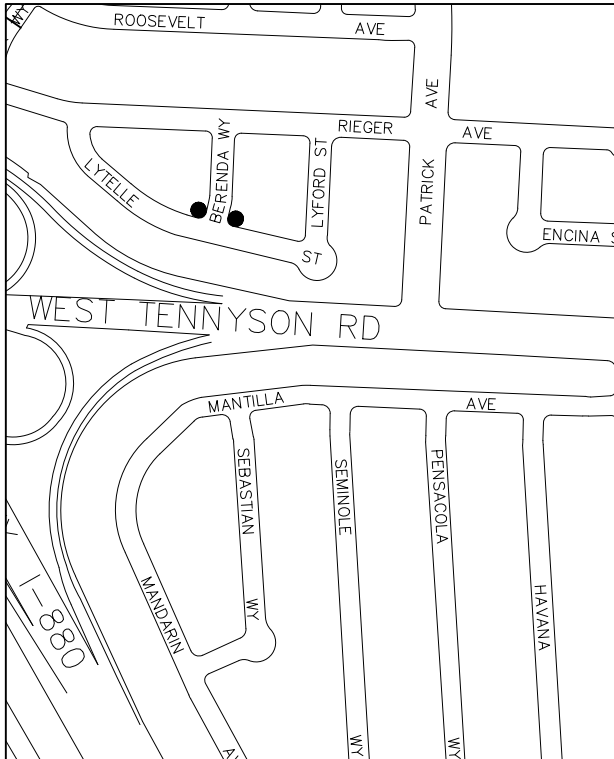 WY
ROOSEVELT AVE
AVE
RIEGER AVE
BERENDA WY
LYFORD ST
LYTELLE ST
PATRICK
ENCINA S
WEST TENNYSON RD
MANTILLA AVE
SEBASTIAN WY
SEMINOLE WY
PENSACOLA WY
HAVANA
MANDARIN
I-880